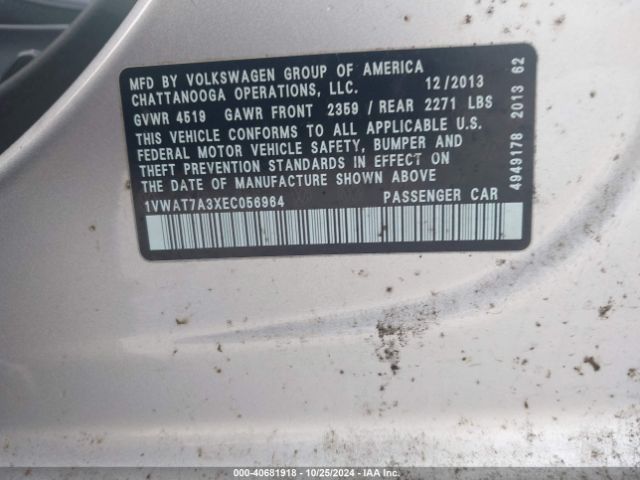 MFD BY VOLKSWAGEN GROUP OF AMERICA
CHATTANOOGA OPERATIONS, LLC. 12/2013
GVWR 4519 GAWR FRONT 2359 / REAR 2271 LBS
THIS VEHICLE CONFORMS TO ALL APPLICABLE U.S.
FEDERAL MOTOR VEHICLE SAFETY, BUMPER AND
THEFT PREVENTION STANDARDS IN EFFECT ON
THE DATE OF MANUFACTURE SHOWN ABOVE
1VWAT7A3XEC056964 PASSENGER CAR
4949178 2013 62
000-40681918 | 10/25/2024 | IAA Inc.